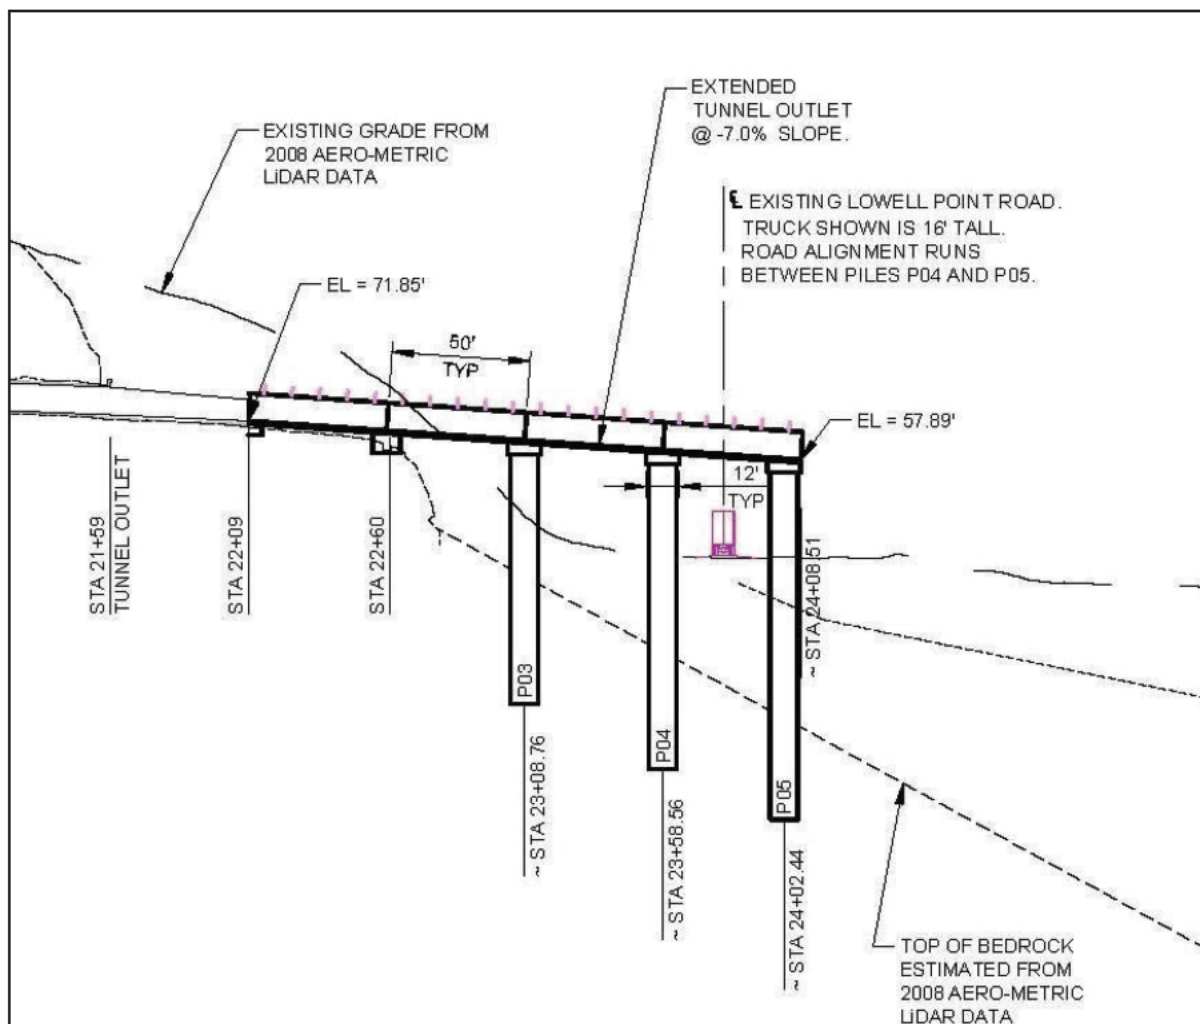 EXTENDED
TUNNEL OUTLET
@ -7.0% SLOPE.
EXISTING GRADE FROM
2008 AERO-METRIC
LiDAR DATA
℄ EXISTING LOWELL POINT ROAD.
TRUCK SHOWN IS 16' TALL.
ROAD ALIGNMENT RUNS
BETWEEN PILES P04 AND P05.
EL = 71.85'
50'
TYP
EL = 57.89'
12'
TYP
STA 21+59
TUNNEL OUTLET
STA 22+09
STA 22+60
~ STA 24+08.51
P03
P04
P05
~ STA 23+08.76
~ STA 23+58.56
~ STA 24+02.44
TOP OF BEDROCK
ESTIMATED FROM
2008 AERO-METRIC
LiDAR DATA